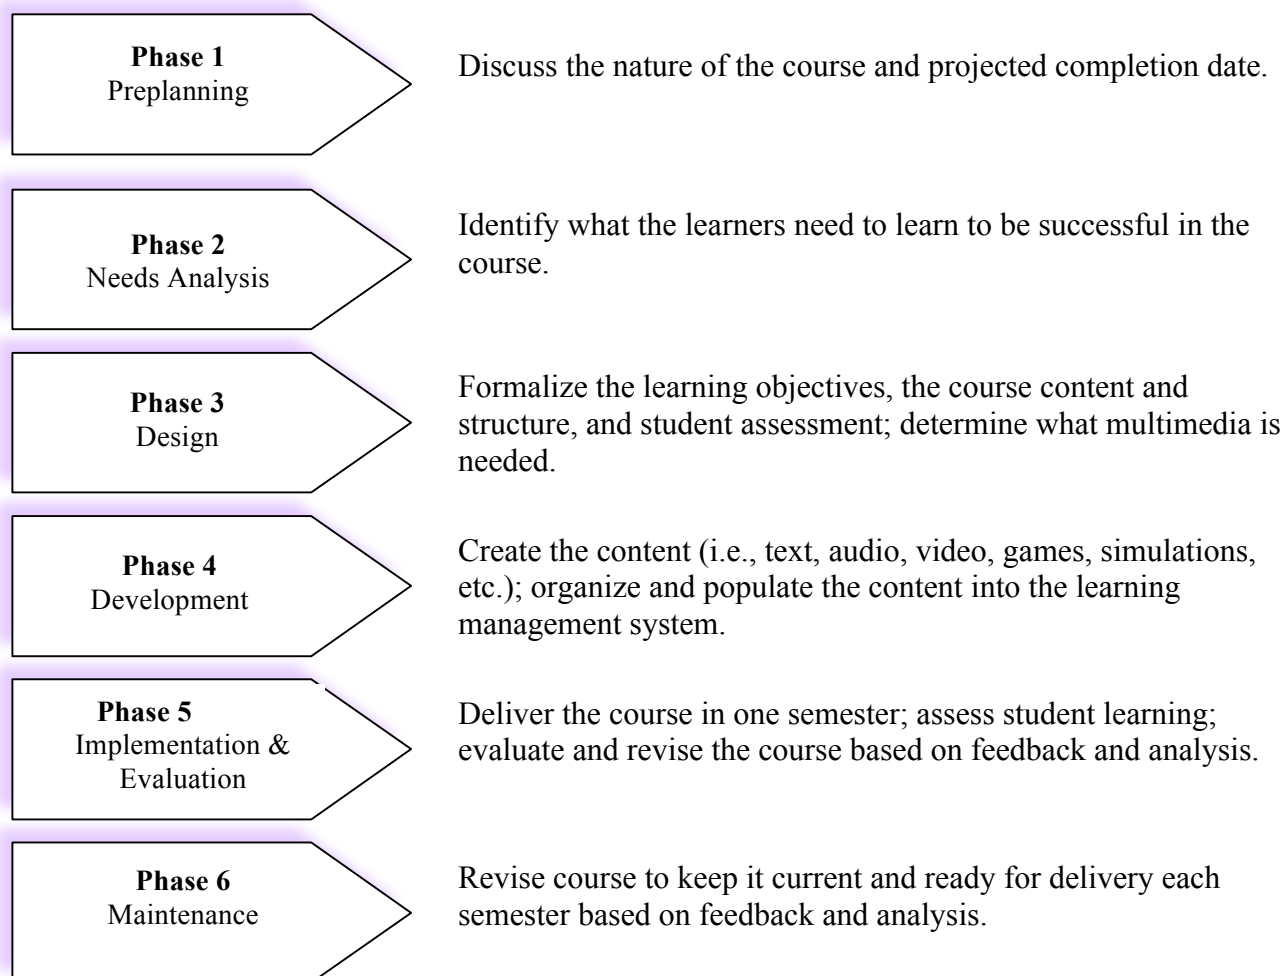 Phase 1
Preplanning
Discuss the nature of the course and projected completion date.
Phase 2
Needs Analysis
Identify what the learners need to learn to be successful in the
course.
Phase 3
Design
Formalize the learning objectives, the course content and
structure, and student assessment; determine what multimedia is
needed.
Phase 4
Development
Create the content (i.e., text, audio, video, games, simulations,
etc.); organize and populate the content into the learning
management system.
Phase 5
Implementation &
Evaluation
Deliver the course in one semester; assess student learning;
evaluate and revise the course based on feedback and analysis.
Phase 6
Maintenance
Revise course to keep it current and ready for delivery each
semester based on feedback and analysis.